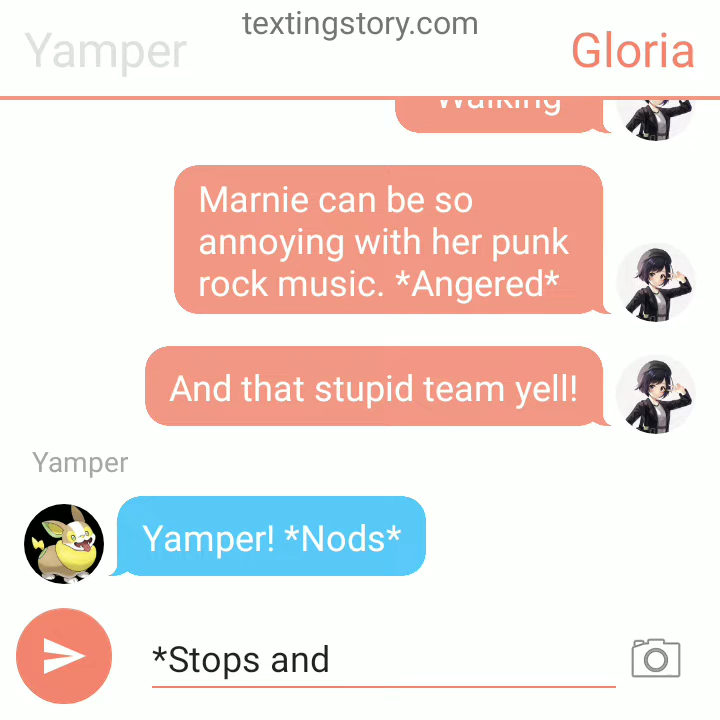 textingstory.com
Yamper
Gloria
Walking
Marnie can be so
annoying with her punk
rock music. *Angered*
And that stupid team yell!
Yamper
Yamper! *Nods*
*Stops and